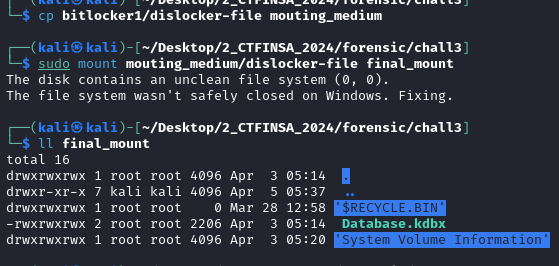 └─$ cp bitlocker1/dislocker-file mouting_medium
┌──(kali㉿kali)-[~/Desktop/2_CTFINSA_2024/forensic/chall3]
└─$ sudo mount mouting_medium/dislocker-file final_mount
The disk contains an unclean file system (0, 0).
The file system wasn't safely closed on Windows. Fixing.
┌──(kali㉿kali)-[~/Desktop/2_CTFINSA_2024/forensic/chall3]
└─$ ll final_mount
total 16
drwxrwxrwx 1 root root 4096 Apr  3 05:14  .
drwxr-xr-x 7 kali kali 4096 Apr  5 05:37  ..
drwxrwxrwx 1 root root    0 Mar 28 12:58 '$RECYCLE.BIN'
-rwxrwxrwx 2 root root 2206 Apr  3 05:14  Database.kdbx
drwxrwxrwx 1 root root 4096 Apr  3 05:20 'System Volume Information'